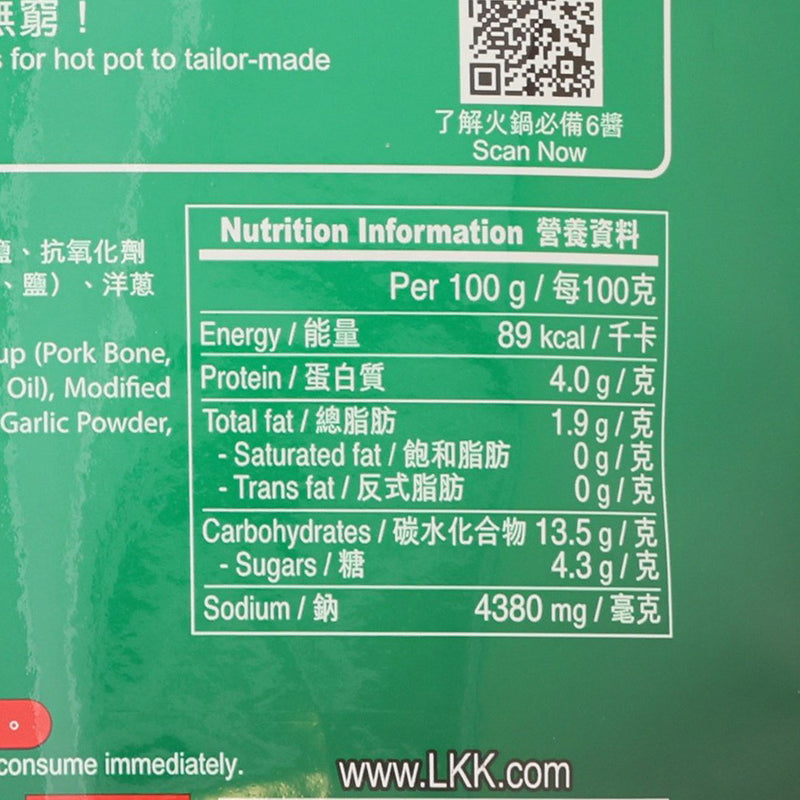 無窮！
s for hot pot to tailor-made
了解火鍋必備6醬
Scan Now
鹽、抗氧化劑
、鹽）、洋蔥
up (Pork Bone,
Oil), Modified
Garlic Powder,
Nutrition Information 營養資料
Per 100 g / 每100克
Energy / 能量 89 kcal / 千卡
Protein / 蛋白質 4.0 g / 克
Total fat / 總脂肪 1.9 g / 克
- Saturated fat / 飽和脂肪 0 g / 克
- Trans fat / 反式脂肪 0 g / 克
Carbohydrates / 碳水化合物 13.5 g / 克
- Sugars / 糖 4.3 g / 克
Sodium / 鈉 4380 mg / 毫克
consume immediately.
www.LKK.com